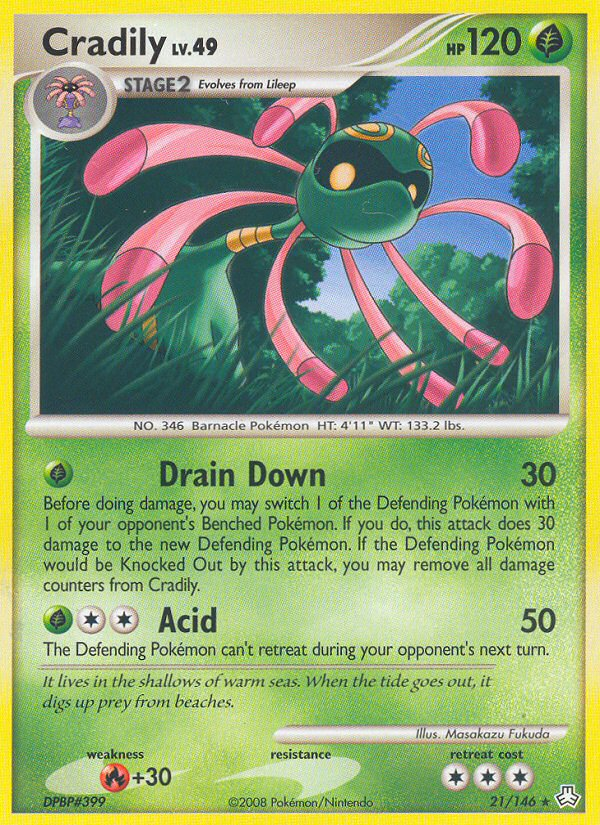 Cradily LV.49
HP 120
STAGE2 Evolves from Lileep
NO. 346 Barnacle Pokémon HT: 4'11" WT: 133.2 lbs.
Drain Down 30
Before doing damage, you may switch 1 of the Defending Pokémon with
1 of your opponent's Benched Pokémon. If you do, this attack does 30
damage to the new Defending Pokémon. If the Defending Pokémon
would be Knocked Out by this attack, you may remove all damage
counters from Cradily.
Acid 50
The Defending Pokémon can't retreat during your opponent's next turn.
It lives in the shallows of warm seas. When the tide goes out, it
digs up prey from beaches.
Illus. Masakazu Fukuda
weakness resistance retreat cost
+30
DPBP#399 ©2008 Pokémon/Nintendo 21/146 ★